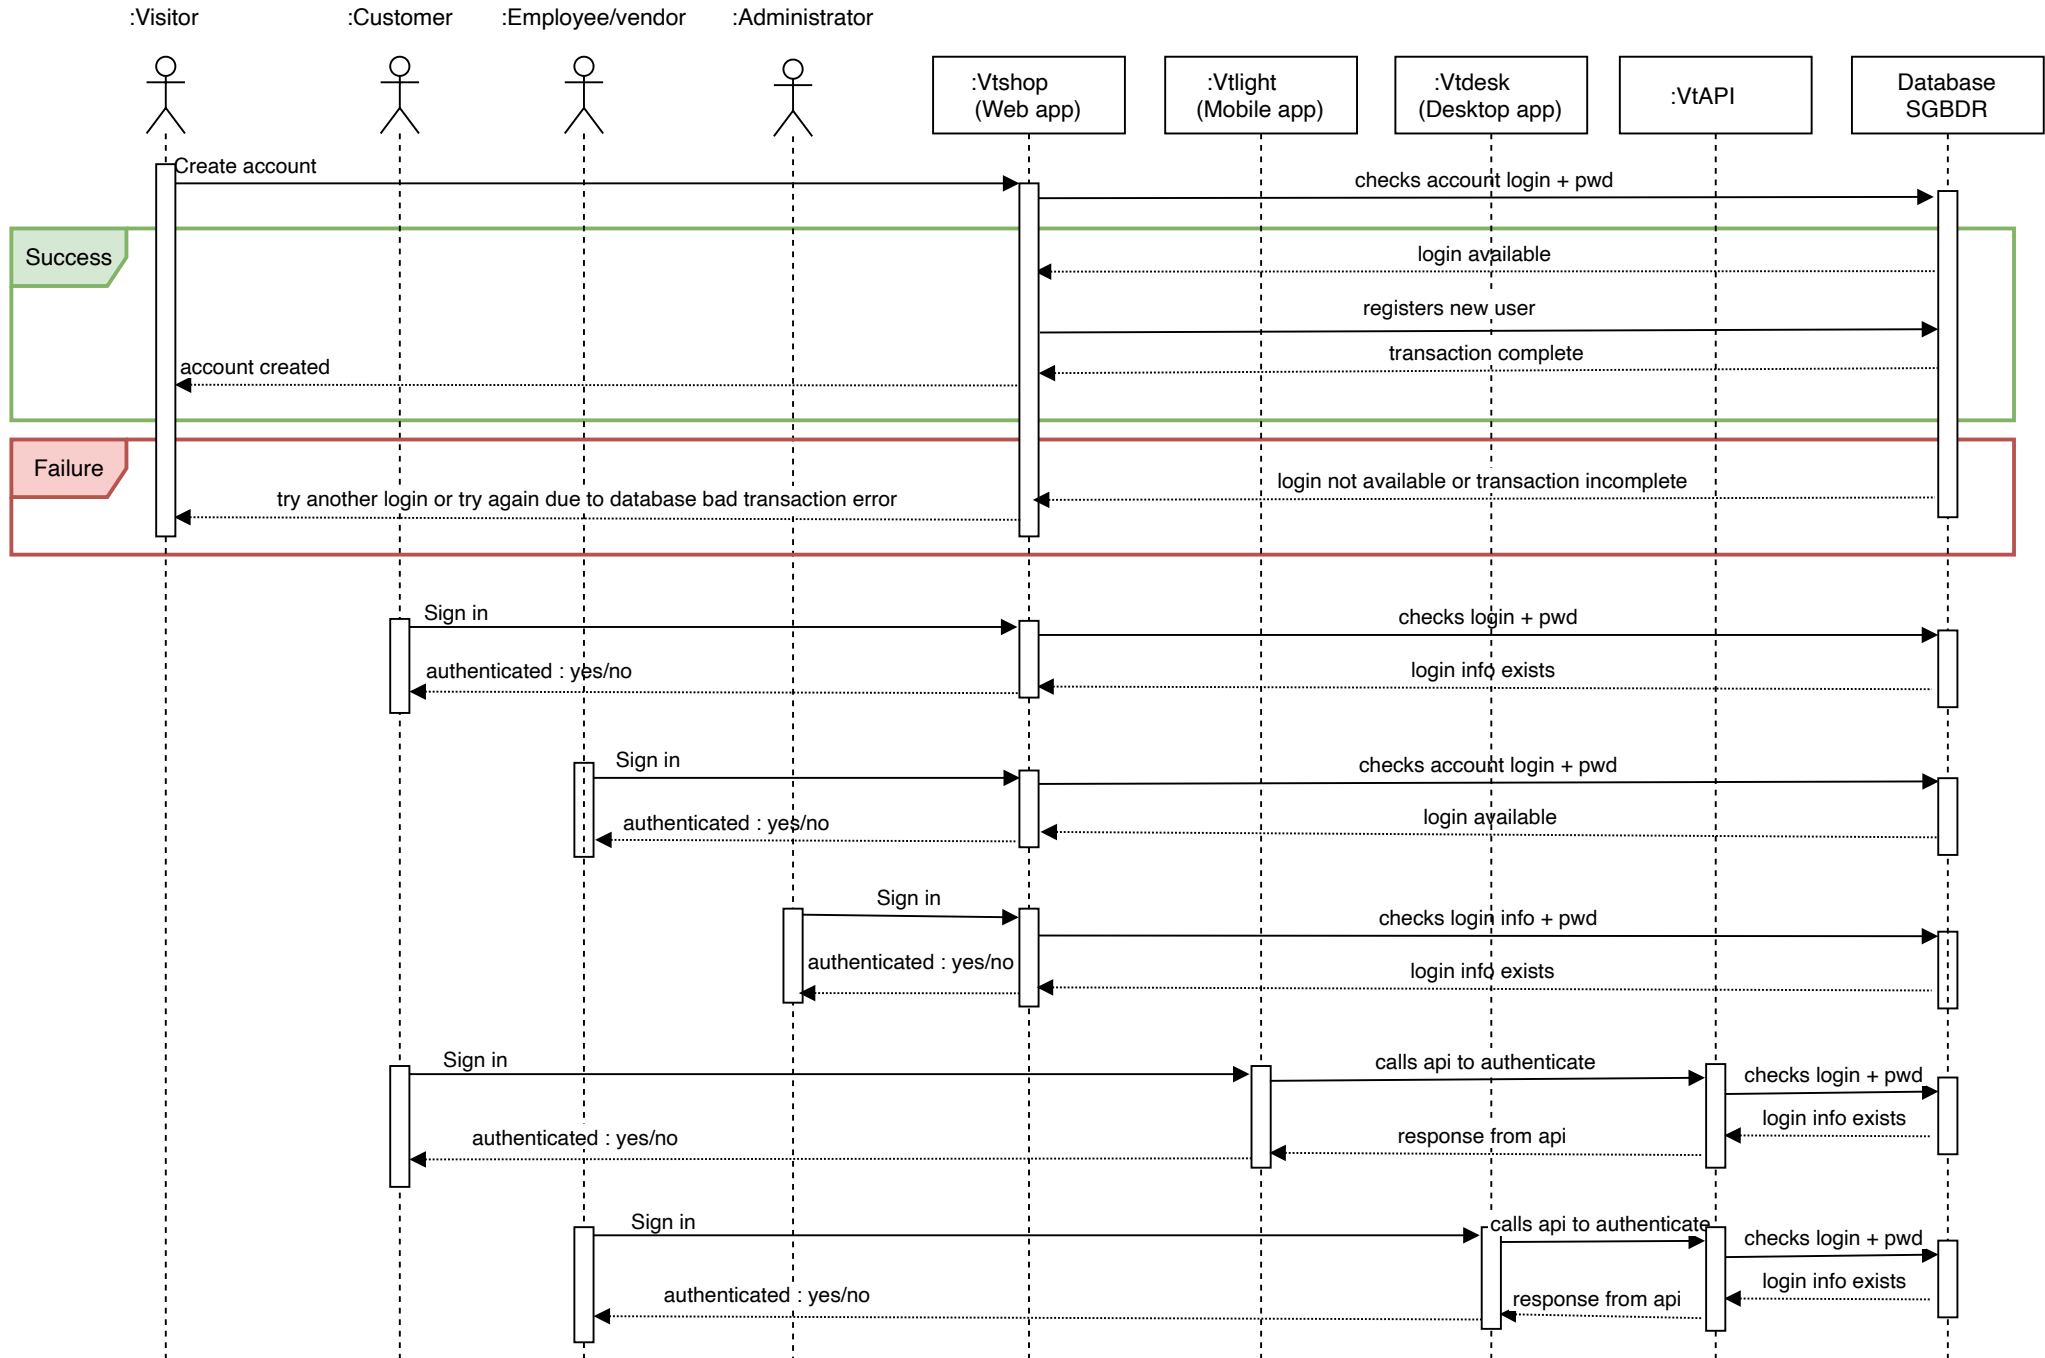 :Visitor
:Customer
:Employee/vendor
:Administrator
:Vtshop
(Web app)
:Vtlight
(Mobile app)
:Vtdesk
(Desktop app)
:VtAPI
Database
SGBDR
Create account
checks account login + pwd
Success
login available
registers new user
transaction complete
account created
Failure
login not available or transaction incomplete
try another login or try again due to database bad transaction error
Sign in
checks login + pwd
authenticated : yes/no
login info exists
Sign in
checks account login + pwd
authenticated : yes/no
login available
Sign in
checks login info + pwd
authenticated : yes/no
login info exists
Sign in
calls api to authenticate
checks login + pwd
login info exists
authenticated : yes/no
response from api
Sign in
calls api to authenticate
checks login + pwd
login info exists
authenticated : yes/no
response from api